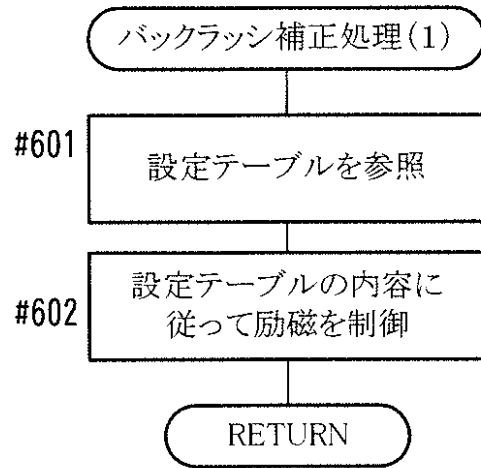 バックラッシ補正処理(1)
#601
設定テーブルを参照
#602
設定テーブルの内容に
従って励磁を制御
RETURN